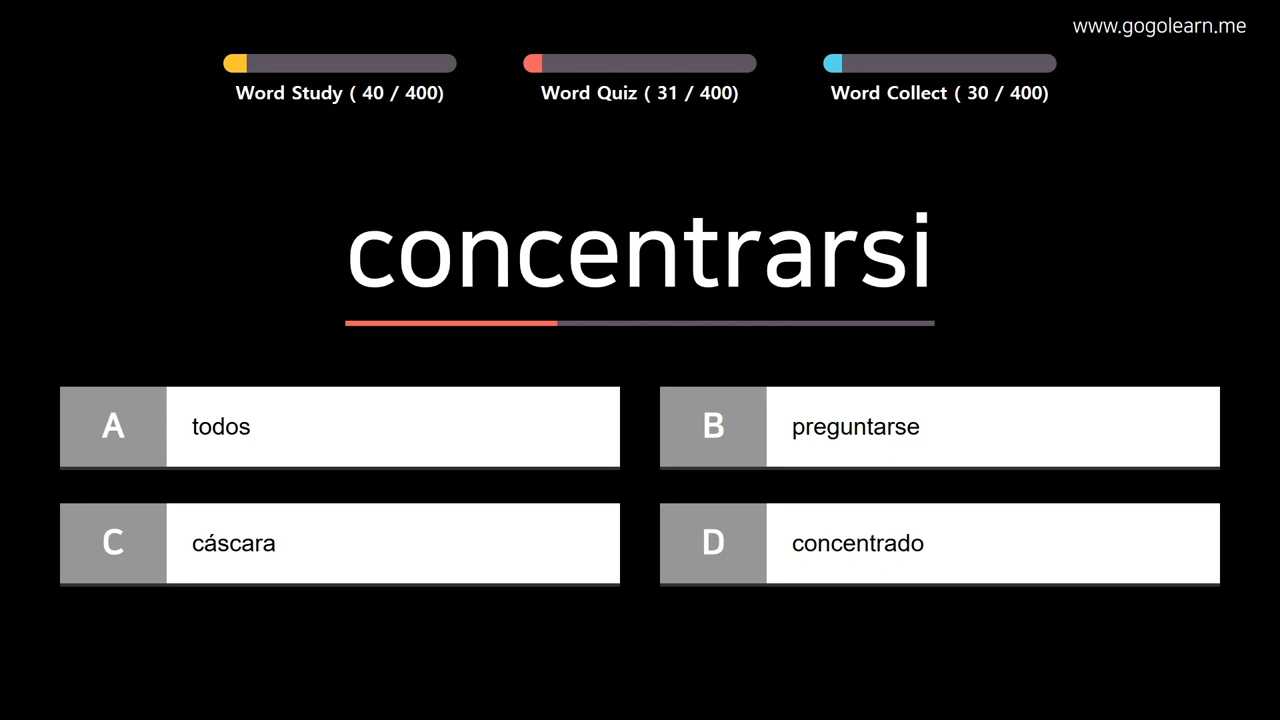 www.gogolearn.me
Word Study ( 40 / 400)
Word Quiz ( 31 / 400)
Word Collect ( 30 / 400)
concentrarsi
A todos
B preguntarse
C cáscara
D concentrado